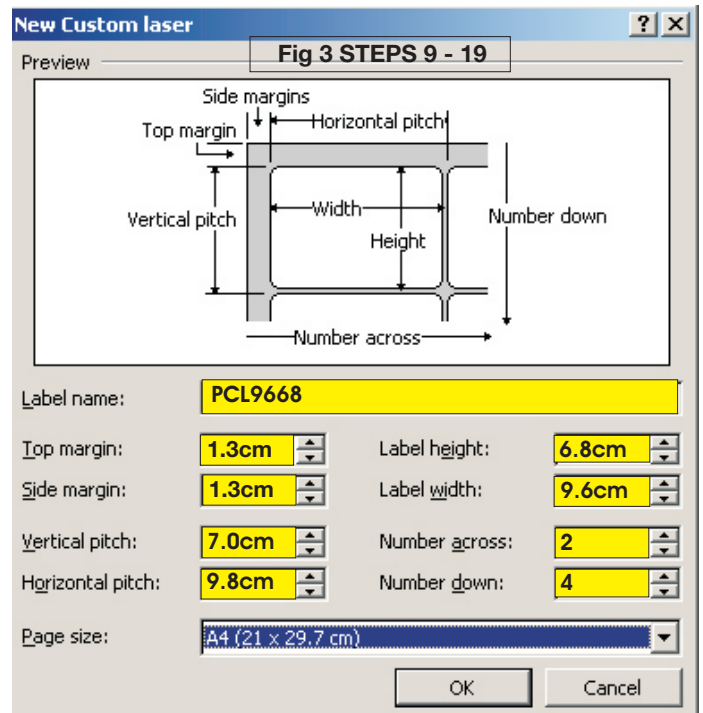 New Custom laser
Fig 3 STEPS 9 - 19
Preview
Side margins
Top margin
Horizontal pitch
Vertical pitch
Width
Height
Number down
Number across
Label name: PCL9668
Top margin: 1.3cm Label height: 6.8cm
Side margin: 1.3cm Label width: 9.6cm
Vertical pitch: 7.0cm Number across: 2
Horizontal pitch: 9.8cm Number down: 4
Page size: A4 (21 x 29.7 cm)
OK Cancel